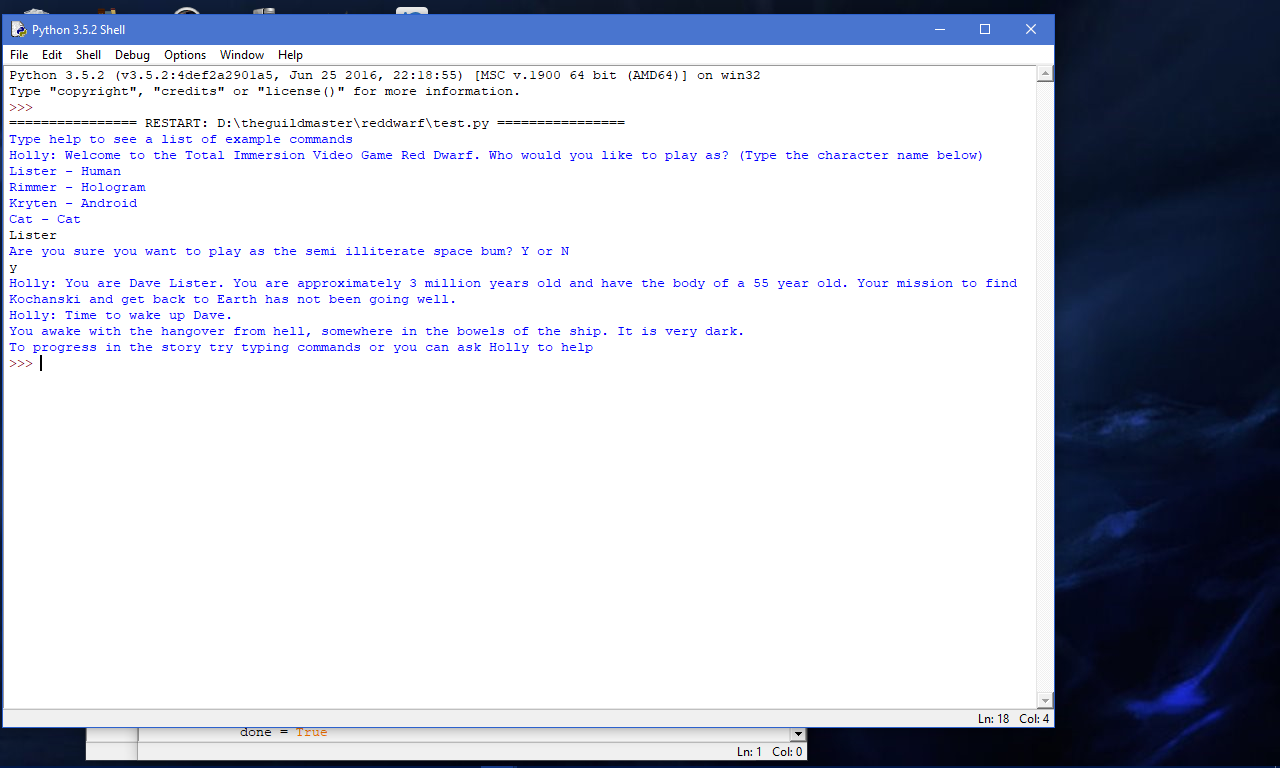 Python 3.5.2 Shell
File Edit Shell Debug Options Window Help
Python 3.5.2 (v3.5.2:4def2a2901a5, Jun 25 2016, 22:18:55) [MSC v.1900 64 bit (AMD64)] on win32
Type "copyright", "credits" or "license()" for more information.
>>>
================ RESTART: D:\theguildmaster\reddwarf\test.py ================
Type help to see a list of example commands
Holly: Welcome to the Total Immersion Video Game Red Dwarf. Who would you like to play as? (Type the character name below)
Lister - Human
Rimmer - Hologram
Kryten - Android
Cat - Cat
Lister
Are you sure you want to play as the semi illiterate space bum? Y or N
y
Holly: You are Dave Lister. You are approximately 3 million years old and have the body of a 55 year old. Your mission to find
Kochanski and get back to Earth has not been going well.
Holly: Time to wake up Dave.
You awake with the hangover from hell, somewhere in the bowels of the ship. It is very dark.
To progress in the story try typing commands or you can ask Holly to help
>>>
Ln: 18 Col: 4
done = True
Ln: 1 Col: 0